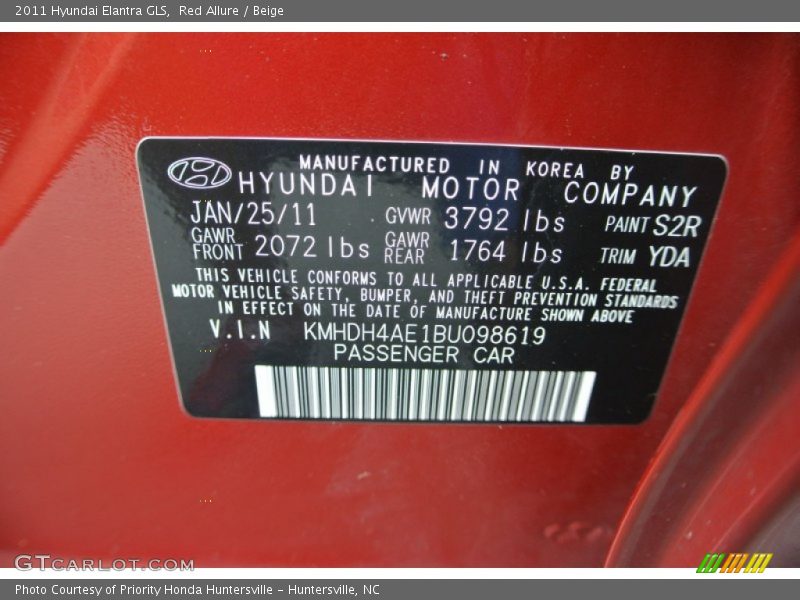 2011 Hyundai Elantra GLS,  Red Allure / Beige
MANUFACTURED IN KOREA BY
HYUNDAI MOTOR COMPANY
JAN/25/11 GVWR 3792 lbs PAINT S2R
GAWR FRONT 2072 lbs GAWR REAR 1764 lbs TRIM YDA
THIS VEHICLE CONFORMS TO ALL APPLICABLE U.S.A. FEDERAL
MOTOR VEHICLE SAFETY, BUMPER, AND THEFT PREVENTION STANDARDS
IN EFFECT ON THE DATE OF MANUFACTURE SHOWN ABOVE
V.I.N KMHDH4AE1BU098619
PASSENGER CAR
GTCARLOT.COM
Photo Courtesy of Priority Honda Huntersville - Huntersville, NC